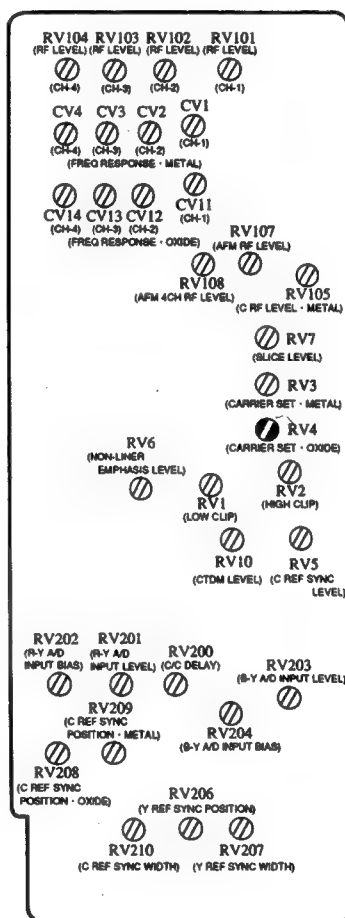 RV104 RV103 RV102 RV101
(RF LEVEL) (RF LEVEL) (RF LEVEL) (RF LEVEL)
(CH-4) (CH-3) (CH-2) (CH-1)
CV4 CV3 CV2 CV1
(CH-4) (CH-3) (CH-2) (CH-1)
(FREQ RESPONSE · METAL)
CV14 CV13 CV12 CV11
(CH-4) (CH-3) (CH-2) (CH-1)
(FREQ RESPONSE · OXIDE)
RV107
(AFM RF LEVEL)
RV108
(AFM 4CH RF LEVEL)
RV105
(C RF LEVEL · METAL)
RV7
(SLICE LEVEL)
RV3
(CARRIER SET · METAL)
RV4
(CARRIER SET · OXIDE)
RV6
(NON-LINER
EMPHASIS LEVEL)
RV1
(LOW CLIP)
RV2
(HIGH CLIP)
RV10
(CTDM LEVEL)
RV5
(C REF SYNC
LEVEL)
RV202
(R-Y A/D
INPUT BIAS)
RV201
(R-Y A/D
INPUT LEVEL)
RV200
(C/C DELAY)
RV203
(B-Y A/D INPUT LEVEL)
RV209
(C REF SYNC
POSITION · METAL)
RV204
(B-Y A/D INPUT BIAS)
RV208
(C REF SYNC
POSITION · OXIDE)
RV206
(Y REF SYNC POSITION)
RV210
(C REF SYNC WIDTH)
RV207
(Y REF SYNC WIDTH)